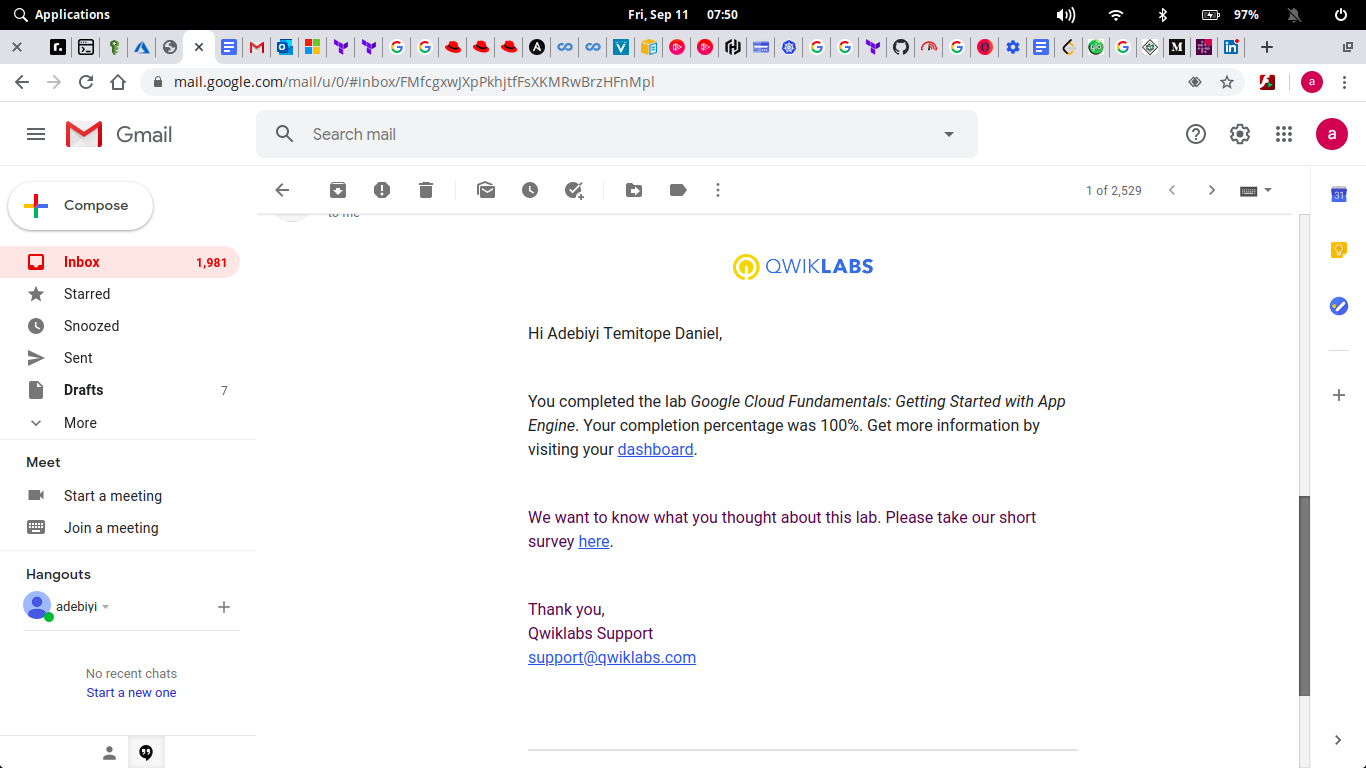 Applications
Fri, Sep 11 07:50
97%
mail.google.com/mail/u/0/#inbox/FMfcgxwJXpPkhjtfFsXKMRwBrzHFnMpl
a
Gmail
Search mail
a
Compose
1 of 2,529
31
to me
Inbox 1,981
Starred
Snoozed
Sent
Drafts 7
More
Meet
Start a meeting
Join a meeting
Hangouts
adebiyi
No recent chats
Start a new one
QWIKLABS
Hi Adebiyi Temitope Daniel,
You completed the lab Google Cloud Fundamentals: Getting Started with App
Engine. Your completion percentage was 100%. Get more information by
visiting your dashboard.
We want to know what you thought about this lab. Please take our short
survey here.
Thank you,
Qwiklabs Support
support@qwiklabs.com